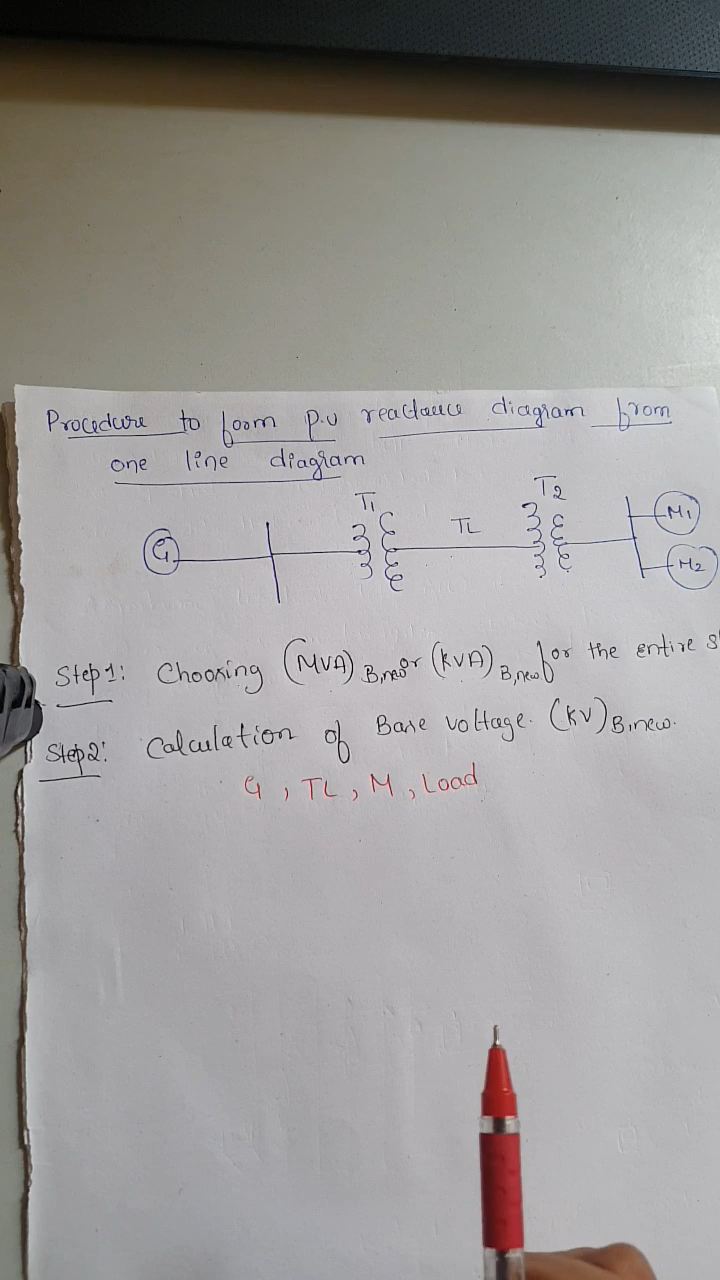 Procedure to form p.u reactance diagram from
one line diagram
T1 T2
G TL M1
M2
Step1: Choosing (MVA)B,new or (KVA)B,new for the entire
Step2: Calculation of Base voltage. (KV)B,new.
G, TL, M, Load